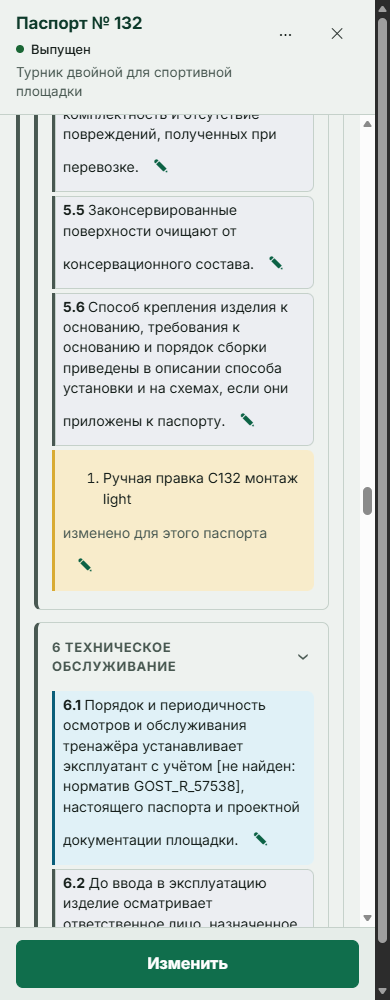 Паспорт № 132
Выпущен
Турник двойной для спортивной
площадки
комплектность и отсутствие
повреждений, полученных при
перевозке.
5.5 Законсервированные
поверхности очищают от
консервационного состава.
5.6 Способ крепления изделия к
основанию, требования к
основанию и порядок сборки
приведены в описании способа
установки и на схемах, если они
приложены к паспорту.
1. Ручная правка C132 монтаж
light
изменено для этого паспорта
6 ТЕХНИЧЕСКОЕ
ОБСЛУЖИВАНИЕ
6.1 Порядок и периодичность
осмотров и обслуживания
тренажёра устанавливает
эксплуатант с учётом [не найден:
норматив GOST_R_57538],
настоящего паспорта и проектной
документации площадки.
6.2 До ввода в эксплуатацию
изделие осматривает
ответственное лицо, назначенное
Изменить